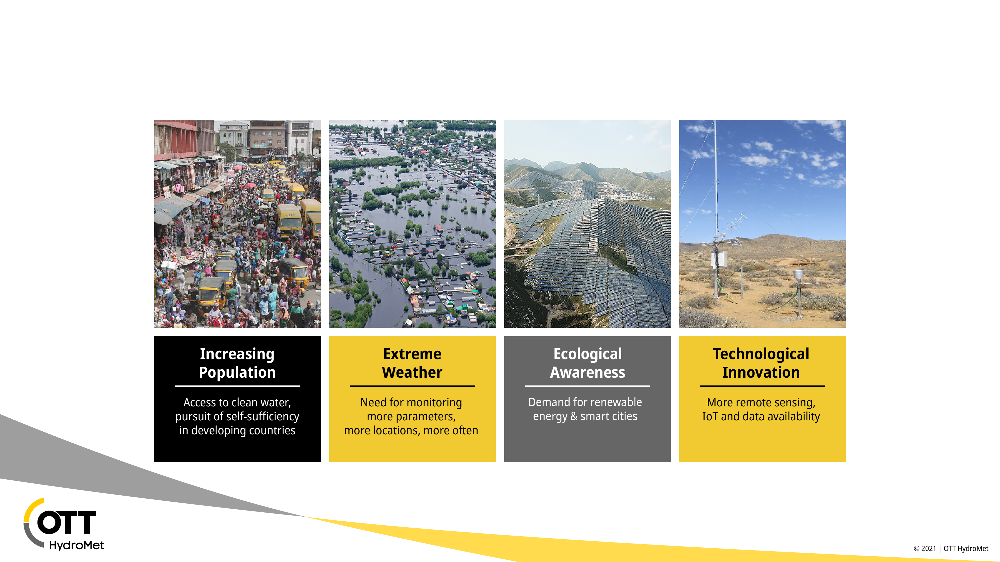 Increasing
Population
Access to clean water,
pursuit of self-sufficiency
in developing countries
Extreme
Weather
Need for monitoring
more parameters,
more locations, more often
Ecological
Awareness
Demand for renewable
energy & smart cities
Technological
Innovation
More remote sensing,
IoT and data availability
OTT
HydroMet
© 2021 | OTT HydroMet